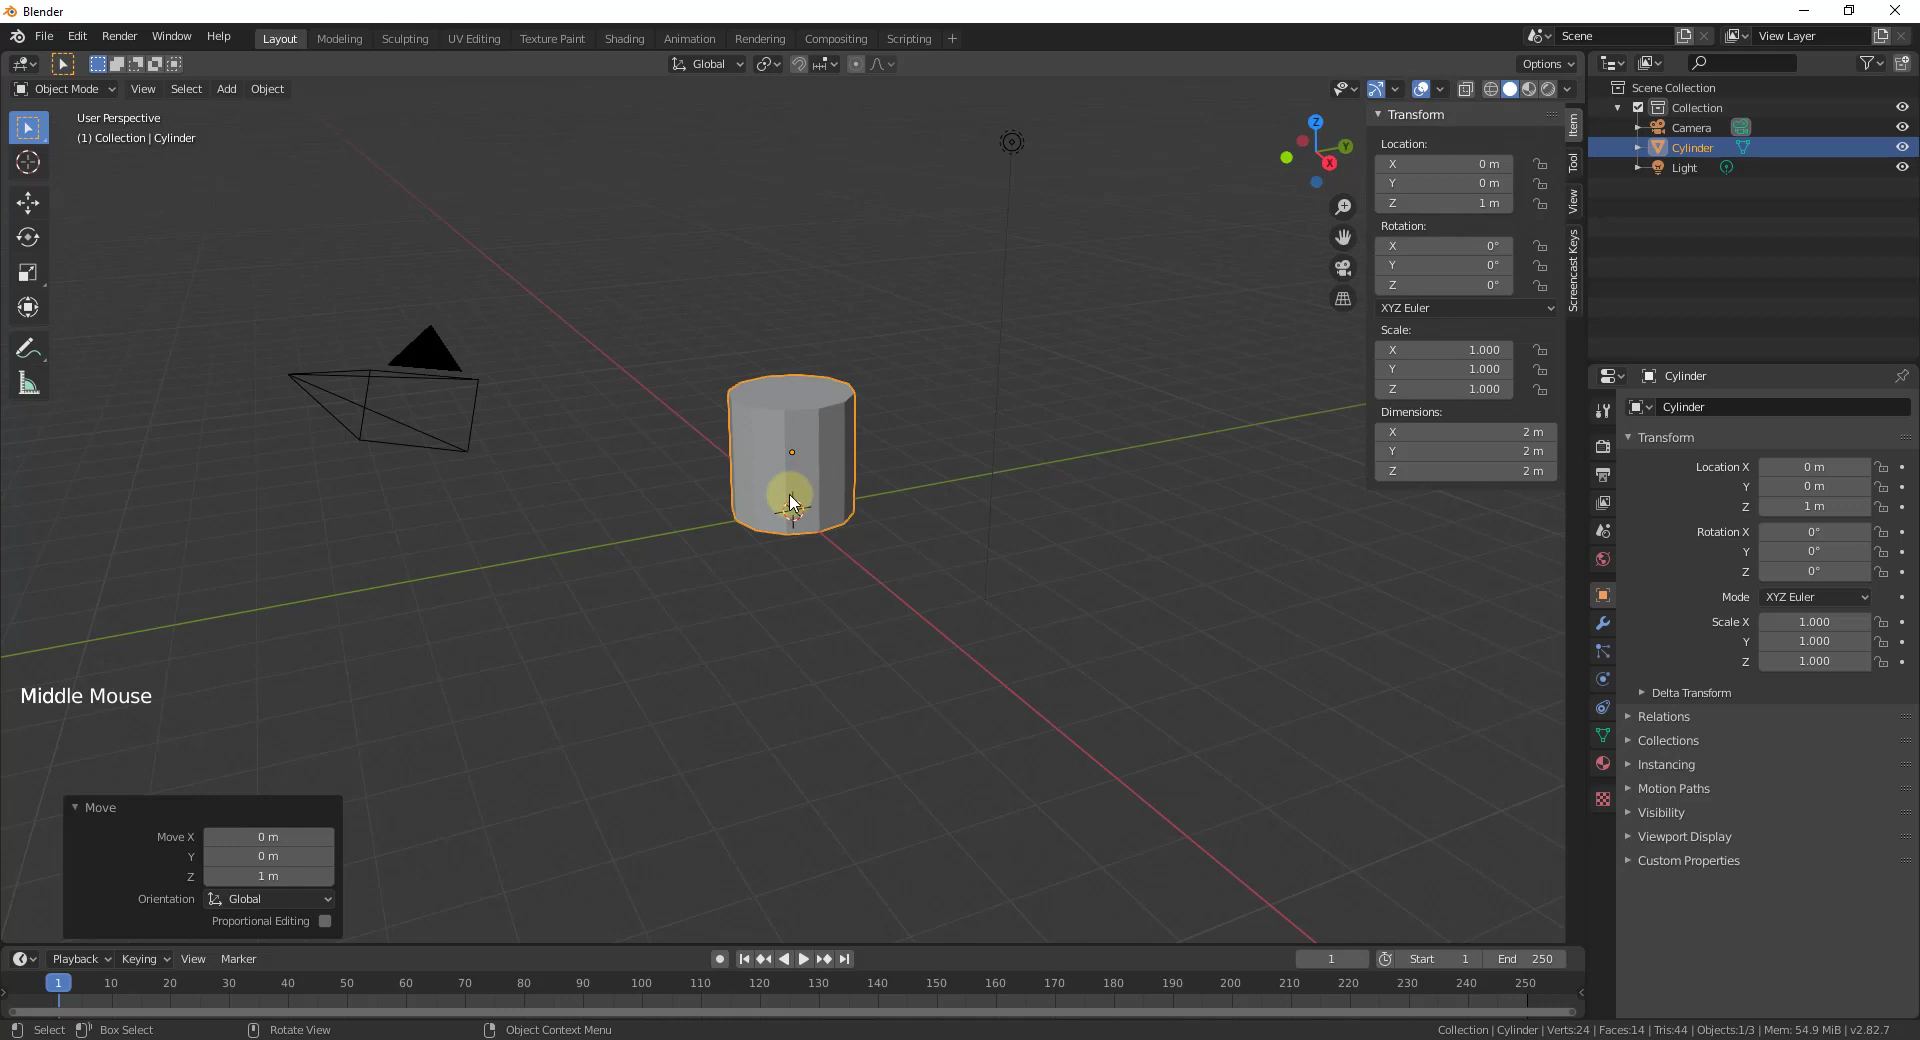 Blender
File Edit Render Window Help
Layout Modeling Sculpting UV Editing Texture Paint Shading Animation Rendering Compositing Scripting +
Scene
View Layer
Global
Options
Object Mode View Select Add Object
User Perspective
(1) Collection | Cylinder
Z
Y
X
Transform
Location:
X 0 m
Y 0 m
Z 1 m
Rotation:
X 0°
Y 0°
Z 0°
XYZ Euler
Scale:
X 1.000
Y 1.000
Z 1.000
Dimensions:
X 2 m
Y 2 m
Z 2 m
Item
Tool
View
Screencast Keys
Scene Collection
Collection
Camera
Cylinder
Light
Cylinder
Cylinder
Transform
Location X 0 m
Y 0 m
Z 1 m
Rotation X 0°
Y 0°
Z 0°
Mode XYZ Euler
Scale X 1.000
Y 1.000
Z 1.000
Delta Transform
Relations
Collections
Instancing
Motion Paths
Visibility
Viewport Display
Custom Properties
Middle Mouse
Move
Move X 0 m
Y 0 m
Z 1 m
Orientation Global
Proportional Editing
Playback Keying View Marker
1 Start 1 End 250
1 10 20 30 40 50 60 70 80 90 100 110 120 130 140 150 160 170 180 190 200 210 220 230 240 250
Select Box Select Rotate View Object Context Menu
Collection | Cylinder | Verts:24 | Faces:14 | Tris:44 | Objects:1/3 | Mem: 54.9 MiB | v2.82.7